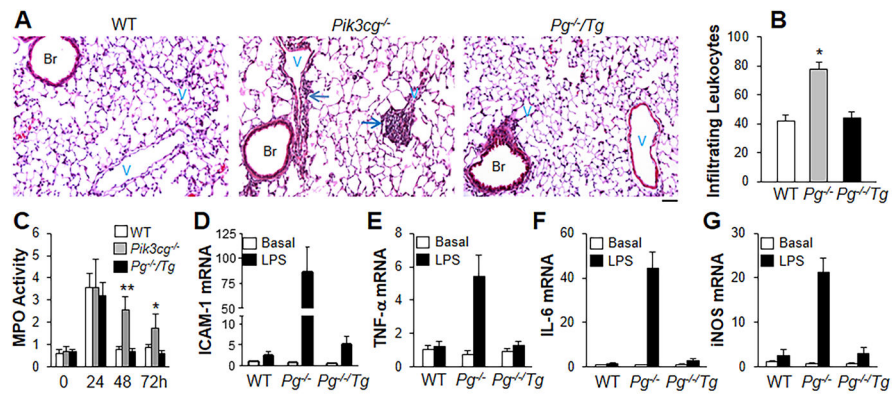 A
WT
Pik3cg-/-
Pg-/-/Tg
Br
V
V
V
Br
V
Br
V
V
B
Infiltrating Leukocytes
100
80
60
40
20
0
*
WT
Pg-/-
Pg-/-/Tg
C
MPO Activity
6
5
4
3
2
1
0
WT
Pik3cg-/-
Pg-/-/Tg
**
*
0
24
48
72h
D
ICAM-1 mRNA
125
100
75
50
5
0
Basal
LPS
WT
Pg-/-
Pg-/-/Tg
E
TNF-α mRNA
8
6
4
2
0
Basal
LPS
WT
Pg-/-
Pg-/-/Tg
F
IL-6 mRNA
60
40
20
0
Basal
LPS
WT
Pg-/-
Pg-/-/Tg
G
iNOS mRNA
30
20
10
0
Basal
LPS
WT
Pg-/-
Pg-/-/Tg